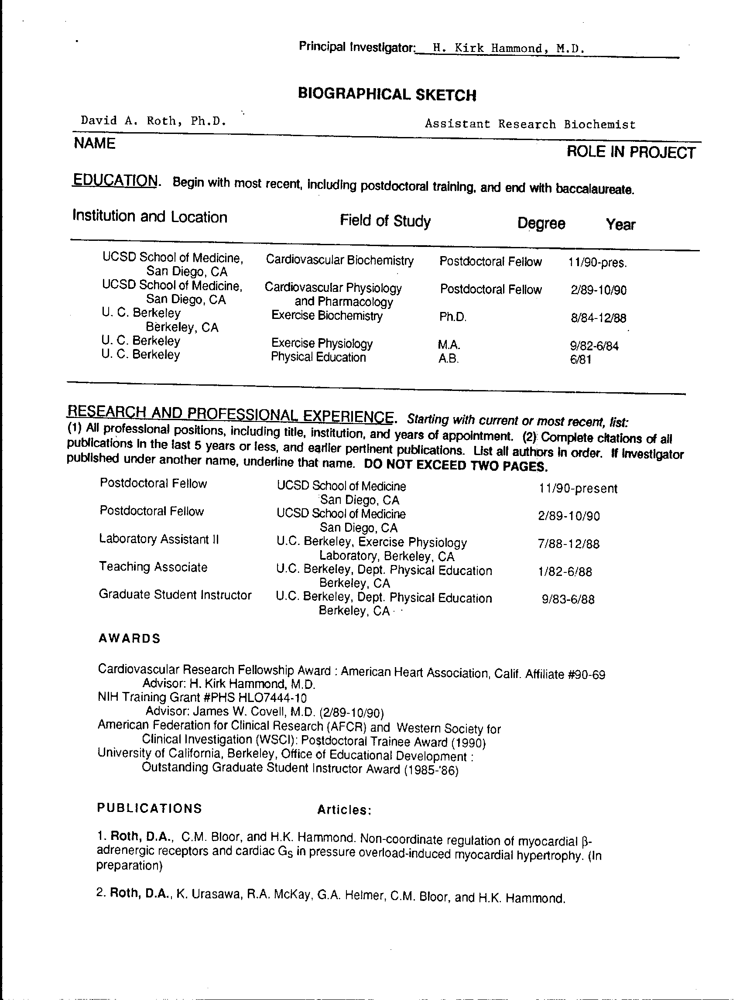 Principal Investigator: H. Kirk Hammond, M.D.
BIOGRAPHICAL SKETCH
David A. Roth, Ph.D. Assistant Research Biochemist
NAME ROLE IN PROJECT
EDUCATION. Begin with most recent, including postdoctoral training, and end with baccalaureate.
Institution and Location Field of Study Degree Year
UCSD School of Medicine, Cardiovascular Biochemistry Postdoctoral Fellow 11/90-pres.
San Diego, CA
UCSD School of Medicine, Cardiovascular Physiology Postdoctoral Fellow 2/89-10/90
San Diego, CA and Pharmacology
U. C. Berkeley Exercise Biochemistry Ph.D. 8/84-12/88
Berkeley, CA
U. C. Berkeley Exercise Physiology M.A. 9/82-6/84
U. C. Berkeley Physical Education A.B. 6/81
RESEARCH AND PROFESSIONAL EXPERIENCE. Starting with current or most recent, list:
(1) All professional positions, including title, institution, and years of appointment. (2) Complete citations of all
publications in the last 5 years or less, and earlier pertinent publications. List all authors in order. If investigator
published under another name, underline that name. DO NOT EXCEED TWO PAGES.
Postdoctoral Fellow UCSD School of Medicine 11/90-present
San Diego, CA
Postdoctoral Fellow UCSD School of Medicine 2/89-10/90
San Diego, CA
Laboratory Assistant II U.C. Berkeley, Exercise Physiology 7/88-12/88
Laboratory, Berkeley, CA
Teaching Associate U.C. Berkeley, Dept. Physical Education 1/82-6/88
Berkeley, CA
Graduate Student Instructor U.C. Berkeley, Dept. Physical Education 9/83-6/88
Berkeley, CA
AWARDS
Cardiovascular Research Fellowship Award : American Heart Association, Calif. Affiliate #90-69
Advisor: H. Kirk Hammond, M.D.
NIH Training Grant #PHS HLO7444-10
Advisor: James W. Covell, M.D. (2/89-10/90)
American Federation for Clinical Research (AFCR) and Western Society for
Clinical Investigation (WSCI): Postdoctoral Trainee Award (1990)
University of California, Berkeley, Office of Educational Development :
Outstanding Graduate Student Instructor Award (1985-'86)
PUBLICATIONS Articles:
1. Roth, D.A., C.M. Bloor, and H.K. Hammond. Non-coordinate regulation of myocardial β-
adrenergic receptors and cardiac Gs in pressure overload-induced myocardial hypertrophy. (In
preparation)
2. Roth, D.A., K. Urasawa, R.A. McKay, G.A. Helmer, C.M. Bloor, and H.K. Hammond.